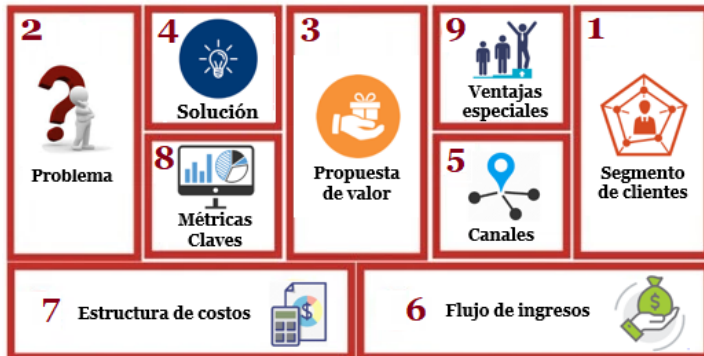 2
Problema
4
Solución
8
Métricas
Claves
3
Propuesta
de valor
9
Ventajas
especiales
5
Canales
1
Segmento
de clientes
7 Estructura de costos
6 Flujo de ingresos